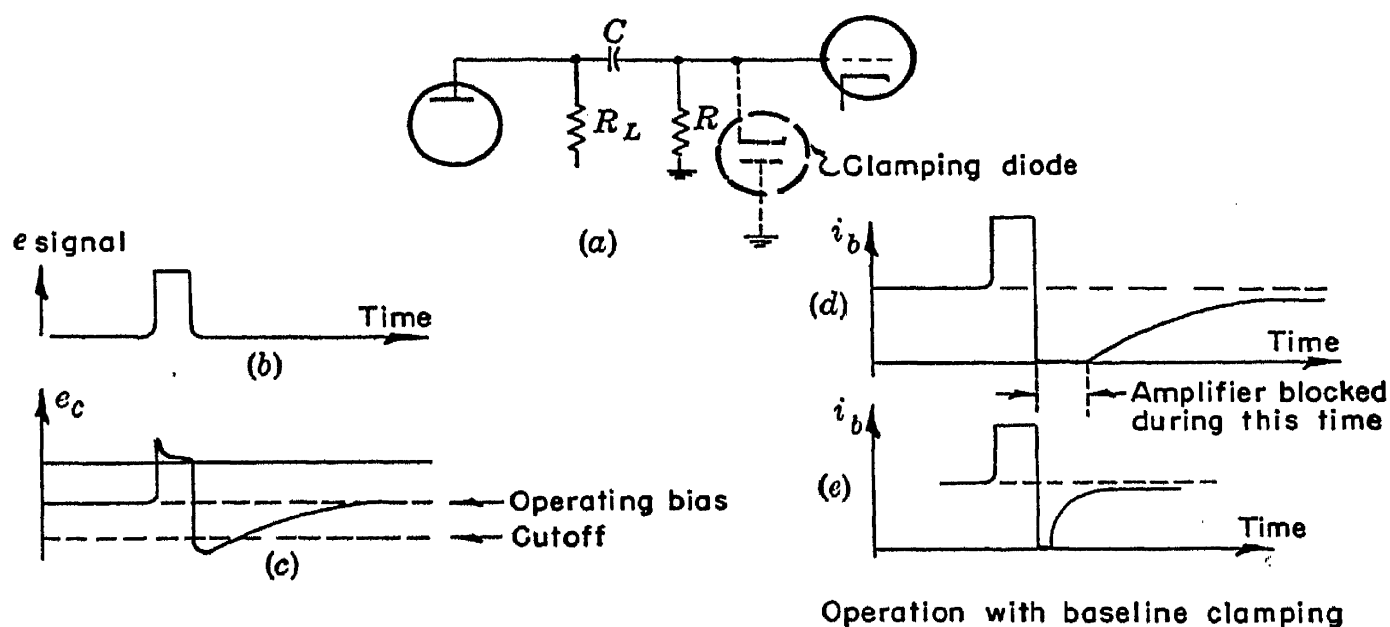 C
R_L
R
Clamping diode
(a)
e signal
Time
(b)
e_c
Operating bias
Cutoff
(c)
i_b
(d)
Time
Amplifier blocked
during this time
i_b
(e)
Time
Operation with baseline clamping